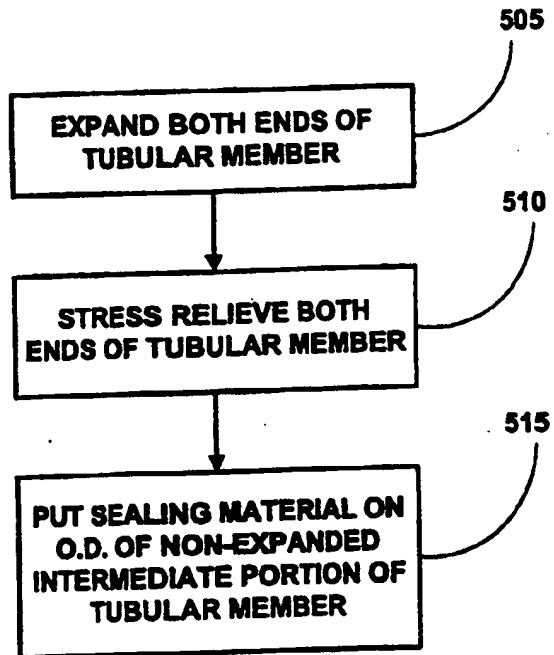 505
EXPAND BOTH ENDS OF
TUBULAR MEMBER
510
STRESS RELIEVE BOTH
ENDS OF TUBULAR MEMBER
515
PUT SEALING MATERIAL ON
O.D. OF NON-EXPANDED
INTERMEDIATE PORTION OF
TUBULAR MEMBER